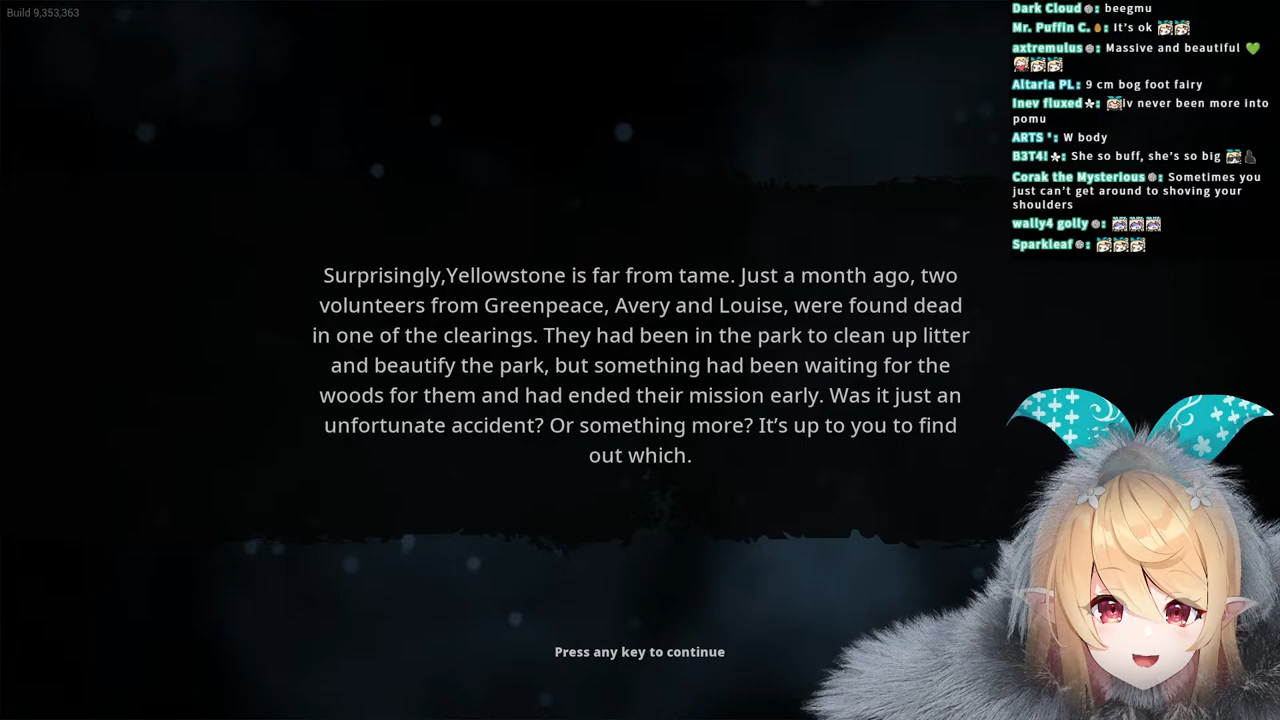 Build 9,353,363
Surprisingly,Yellowstone is far from tame. Just a month ago, two
volunteers from Greenpeace, Avery and Louise, were found dead
in one of the clearings. They had been in the park to clean up litter
and beautify the park, but something had been waiting for the
woods for them and had ended their mission early. Was it just an
unfortunate accident? Or something more? It’s up to you to find
out which.
Press any key to continue
Dark Cloud: beegmu
Mr. Puffin C.: It’s ok
axtremulus: Massive and beautiful 💚
Altaria PL: 9 cm bog foot fairy
Inev fluxed: iv never been more into
pomu
ARTS ': W body
B3T4!: She so buff, she’s so big
Corak the Mysterious: Sometimes you
just can’t get around to shoving your
shoulders
wally4 golly:
Sparkleaf: